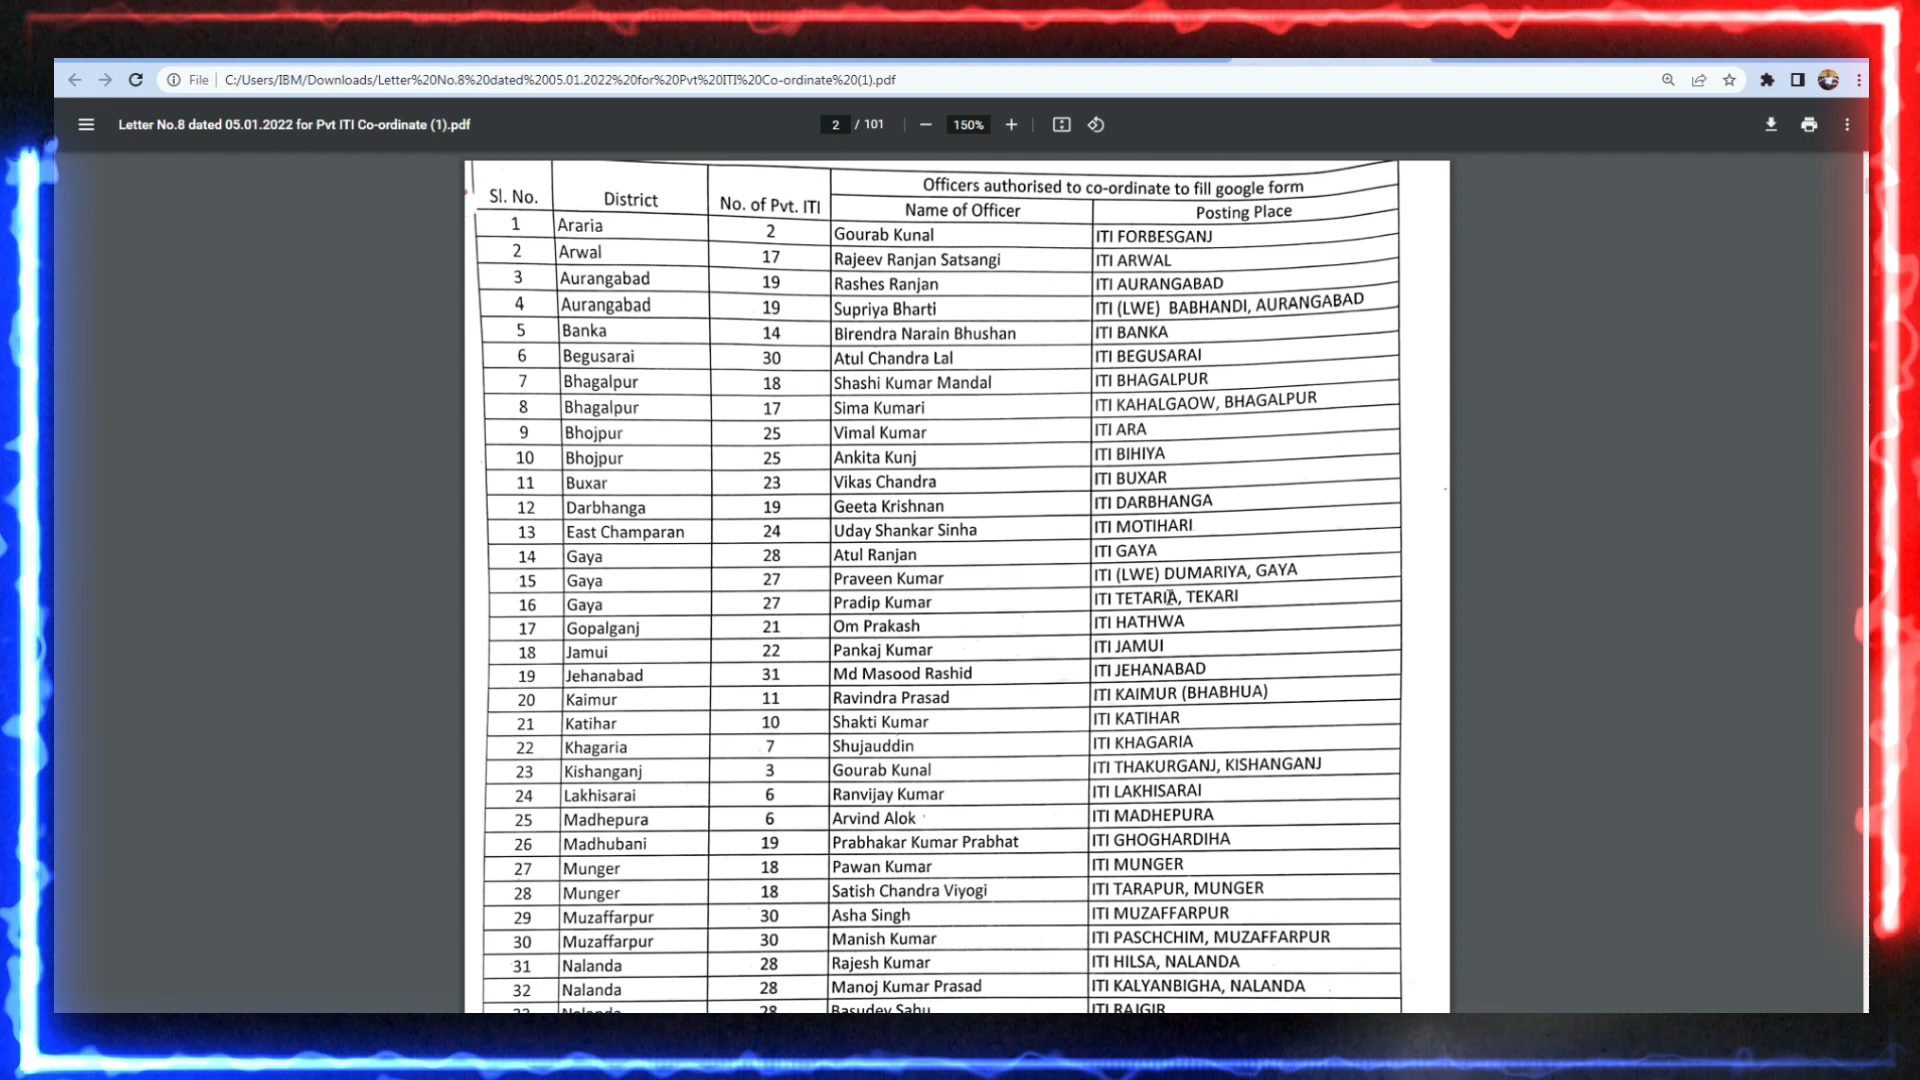 File C:/Users/IBM/Downloads/Letter%20No.8%20dated%2005.01.2022%20for%20Pvt%20ITI%20Co-ordinate%20(1).pdf
Letter No.8 dated 05.01.2022 for Pvt ITI Co-ordinate (1).pdf 2 / 101 150%
Sl. No. District No. of Pvt. ITI Officers authorised to co-ordinate to fill google form
Name of Officer Posting Place
1 Araria 2 Gourab Kunal ITI FORBESGANJ
2 Arwal 17 Rajeev Ranjan Satsangi ITI ARWAL
3 Aurangabad 19 Rashes Ranjan ITI AURANGABAD
4 Aurangabad 19 Supriya Bharti ITI (LWE) BABHANDI, AURANGABAD
5 Banka 14 Birendra Narain Bhushan ITI BANKA
6 Begusarai 30 Atul Chandra Lal ITI BEGUSARAI
7 Bhagalpur 18 Shashi Kumar Mandal ITI BHAGALPUR
8 Bhagalpur 17 Sima Kumari ITI KAHALGAOW, BHAGALPUR
9 Bhojpur 25 Vimal Kumar ITI ARA
10 Bhojpur 25 Ankita Kunj ITI BIHIYA
11 Buxar 23 Vikas Chandra ITI BUXAR
12 Darbhanga 19 Geeta Krishnan ITI DARBHANGA
13 East Champaran 24 Uday Shankar Sinha ITI MOTIHARI
14 Gaya 28 Atul Ranjan ITI GAYA
15 Gaya 27 Praveen Kumar ITI (LWE) DUMARIYA, GAYA
16 Gaya 27 Pradip Kumar ITI TETARIA, TEKARI
17 Gopalganj 21 Om Prakash ITI HATHWA
18 Jamui 22 Pankaj Kumar ITI JAMUI
19 Jehanabad 31 Md Masood Rashid ITI JEHANABAD
20 Kaimur 11 Ravindra Prasad ITI KAIMUR (BHABHUA)
21 Katihar 10 Shakti Kumar ITI KATIHAR
22 Khagaria 7 Shujauddin ITI KHAGARIA
23 Kishanganj 3 Gourab Kunal ITI THAKURGANJ, KISHANGANJ
24 Lakhisarai 6 Ranvijay Kumar ITI LAKHISARAI
25 Madhepura 6 Arvind Alok ITI MADHEPURA
26 Madhubani 19 Prabhakar Kumar Prabhat ITI GHOGHARDIHA
27 Munger 18 Pawan Kumar ITI MUNGER
28 Munger 18 Satish Chandra Viyogi ITI TARAPUR, MUNGER
29 Muzaffarpur 30 Asha Singh ITI MUZAFFARPUR
30 Muzaffarpur 30 Manish Kumar ITI PASCHCHIM, MUZAFFARPUR
31 Nalanda 28 Rajesh Kumar ITI HILSA, NALANDA
32 Nalanda 28 Manoj Kumar Prasad ITI KALYANBIGHA, NALANDA
33 Nalanda 28 Basudev Sahu ITI RAJGIR